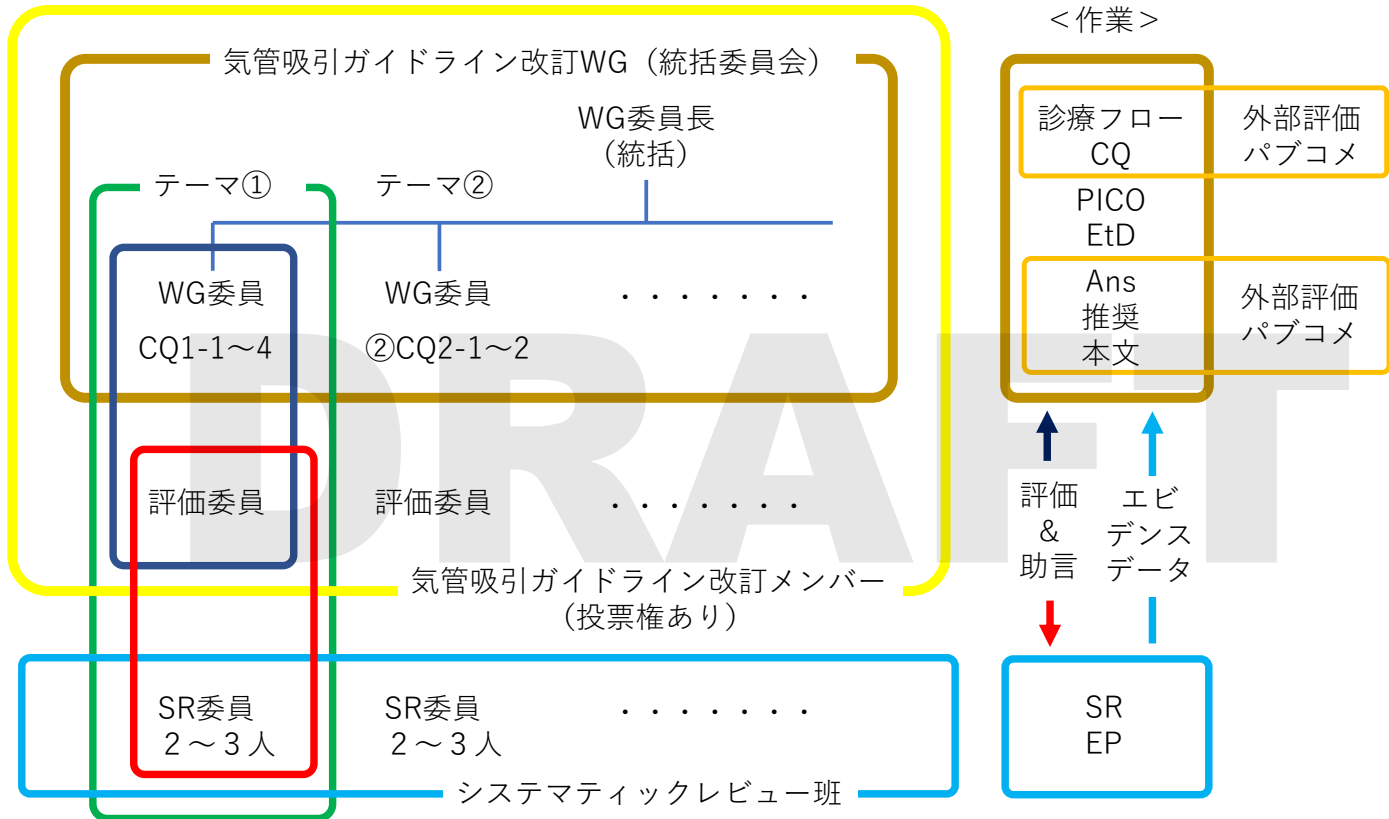 ＜作業＞
気管吸引ガイドライン改訂WG（統括委員会）
WG委員長
（統括）
テーマ①
テーマ②
WG委員
CQ1-1～4
WG委員
②CQ2-1～2
・・・・・・・
評価委員
評価委員
・・・・・・・
気管吸引ガイドライン改訂メンバー
（投票権あり）
SR委員
２～３人
SR委員
２～３人
・・・・・・・
システマティックレビュー班
診療フロー
CQ
外部評価
パブコメ
PICO
EtD
Ans
推奨
本文
外部評価
パブコメ
評価
&
助言
エビ
デンス
データ
SR
EP
DRAFT